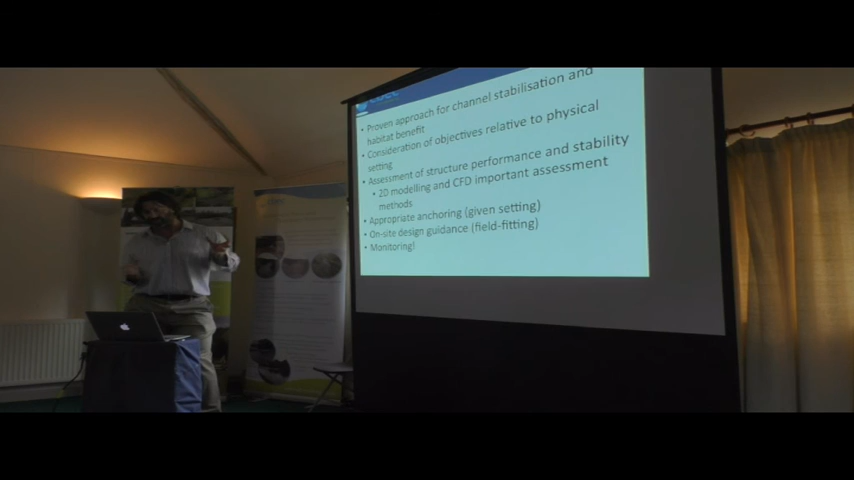 • Proven approach for channel stabilisation and
habitat benefit
• Consideration of objectives relative to physical
setting
• Assessment of structure performance and stability
• 2D modelling and CFD important assessment
methods
• Appropriate anchoring (given setting)
• On-site design guidance (field-fitting)
• Monitoring!